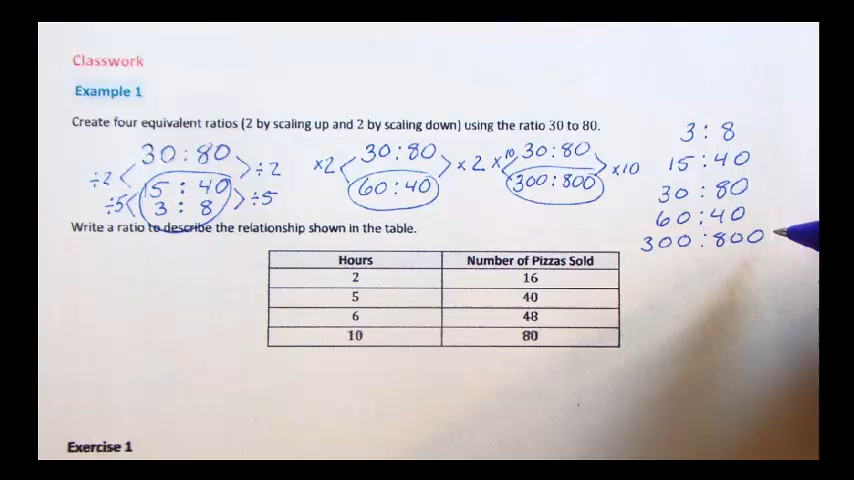 Classwork
Example 1
Create four equivalent ratios (2 by scaling up and 2 by scaling down) using the ratio 30 to 80.
30 : 80
÷2 ÷2
15 : 40
÷5 ÷5
3 : 8
30 : 80
×2 × 2
60 : 40
30 : 80
×10 ×10
300 : 800
3 : 8
15 : 40
30 : 80
60 : 40
300 : 800
Write a ratio to describe the relationship shown in the table.
Hours Number of Pizzas Sold
2 16
5 40
6 48
10 80
Exercise 1